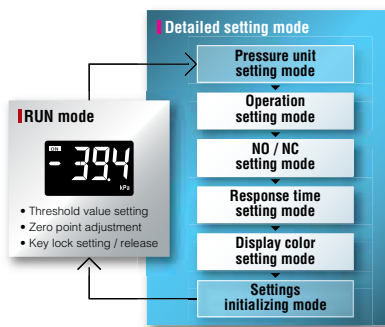 Detailed setting mode
Pressure unit
setting mode
Operation
setting mode
NO / NC
setting mode
Response time
setting mode
Display color
setting mode
Settings
initializing mode
RUN mode
ON
- 39.4
kPa
• Threshold value setting
• Zero point adjustment
• Key lock setting / release